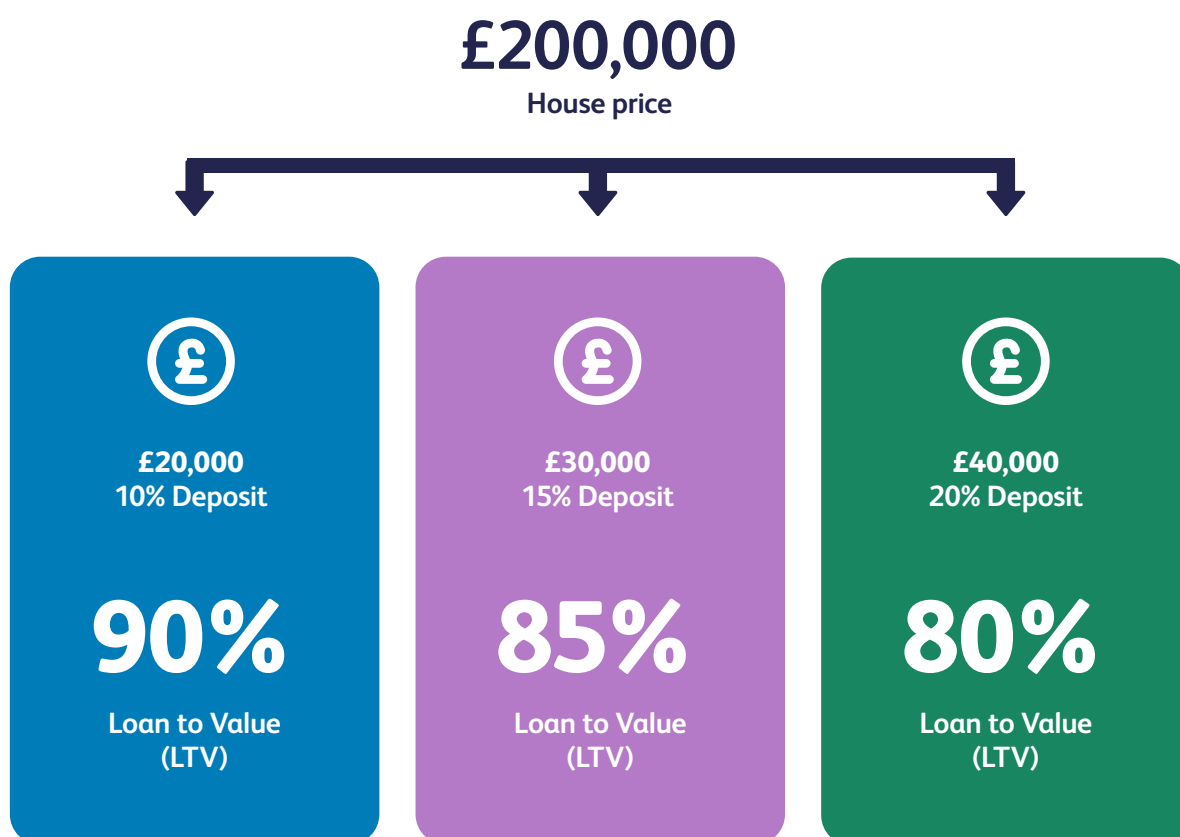 £200,000
House price
£
£20,000
10% Deposit
90%
Loan to Value
(LTV)
£
£30,000
15% Deposit
85%
Loan to Value
(LTV)
£
£40,000
20% Deposit
80%
Loan to Value
(LTV)